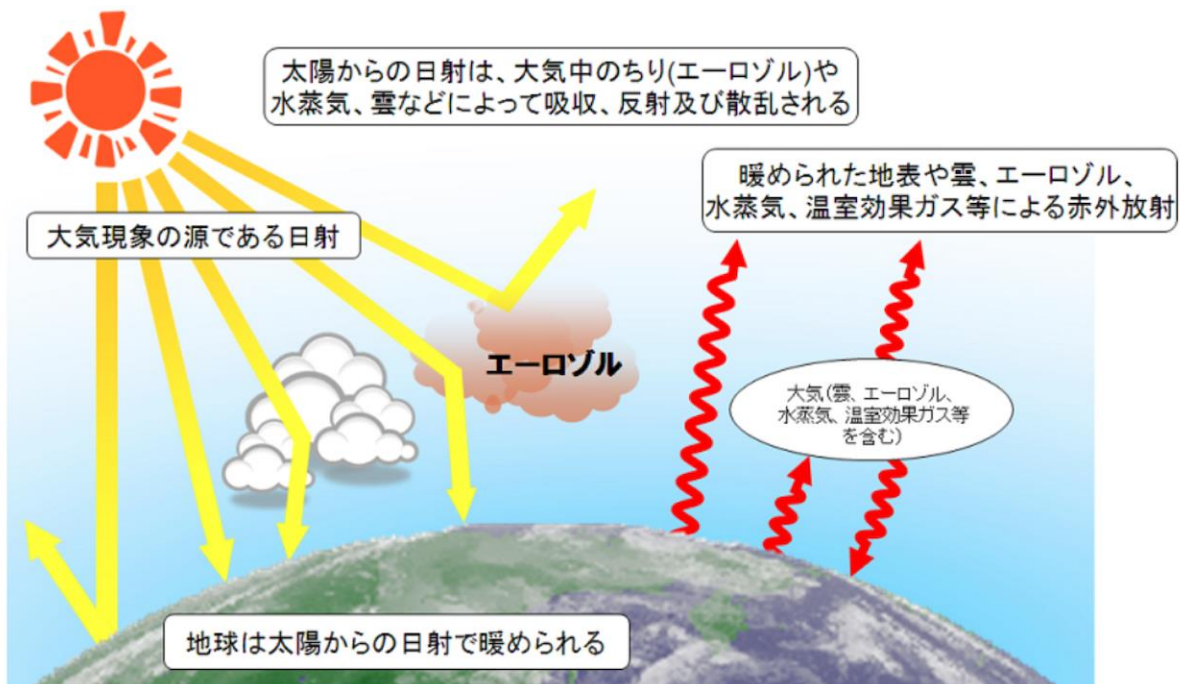 太陽からの日射は、大気中のちり(エーロゾル)や
水蒸気、雲などによって吸収、反射及び散乱される
暖められた地表や雲、エーロゾル、
水蒸気、温室効果ガス等による赤外放射
大気現象の源である日射
エーロゾル
大気(雲、エーロゾル、
水蒸気、温室効果ガス等
を含む)
地球は太陽からの日射で暖められる